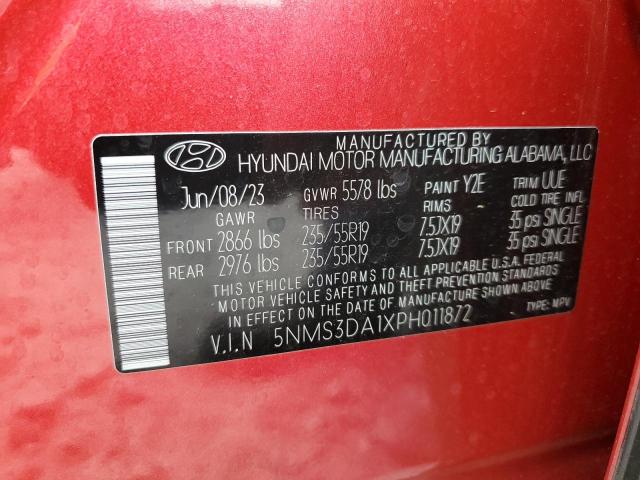 MANUFACTURED BY
HYUNDAI MOTOR MANUFACTURING ALABAMA, LLC
Jun/08/23 GVWR 5578 lbs PAINT Y2E TRIM UUE
GAWR TIRES RIMS COLD TIRE INFL
FRONT 2866 lbs 235/55R19 7.5JX19 35 psi SINGLE
REAR 2976 lbs 235/55R19 7.5JX19 35 psi SINGLE
THIS VEHICLE CONFORMS TO ALL APPLICABLE U.S.A. FEDERAL
MOTOR VEHICLE SAFETY AND THEFT PREVENTION STANDARDS
IN EFFECT ON THE DATE OF MANUFACTURE SHOWN ABOVE
V.I.N 5NMS3DA1XPH011872 TYPE: MPV